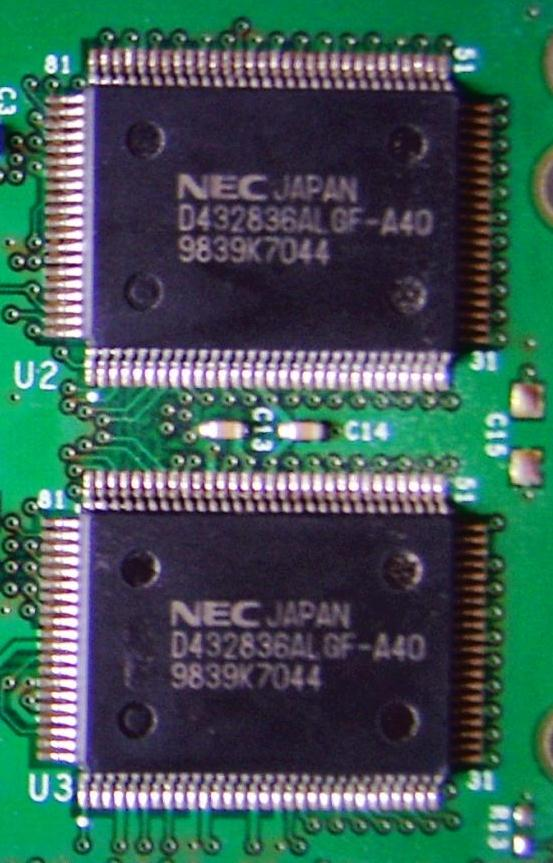 81
51
C3
NEC JAPAN
D432836ALGF-A40
9839K7044
U2
31
C13
C14
C15
81
51
NEC JAPAN
D432836ALGF-A40
9839K7044
U3
31
R13